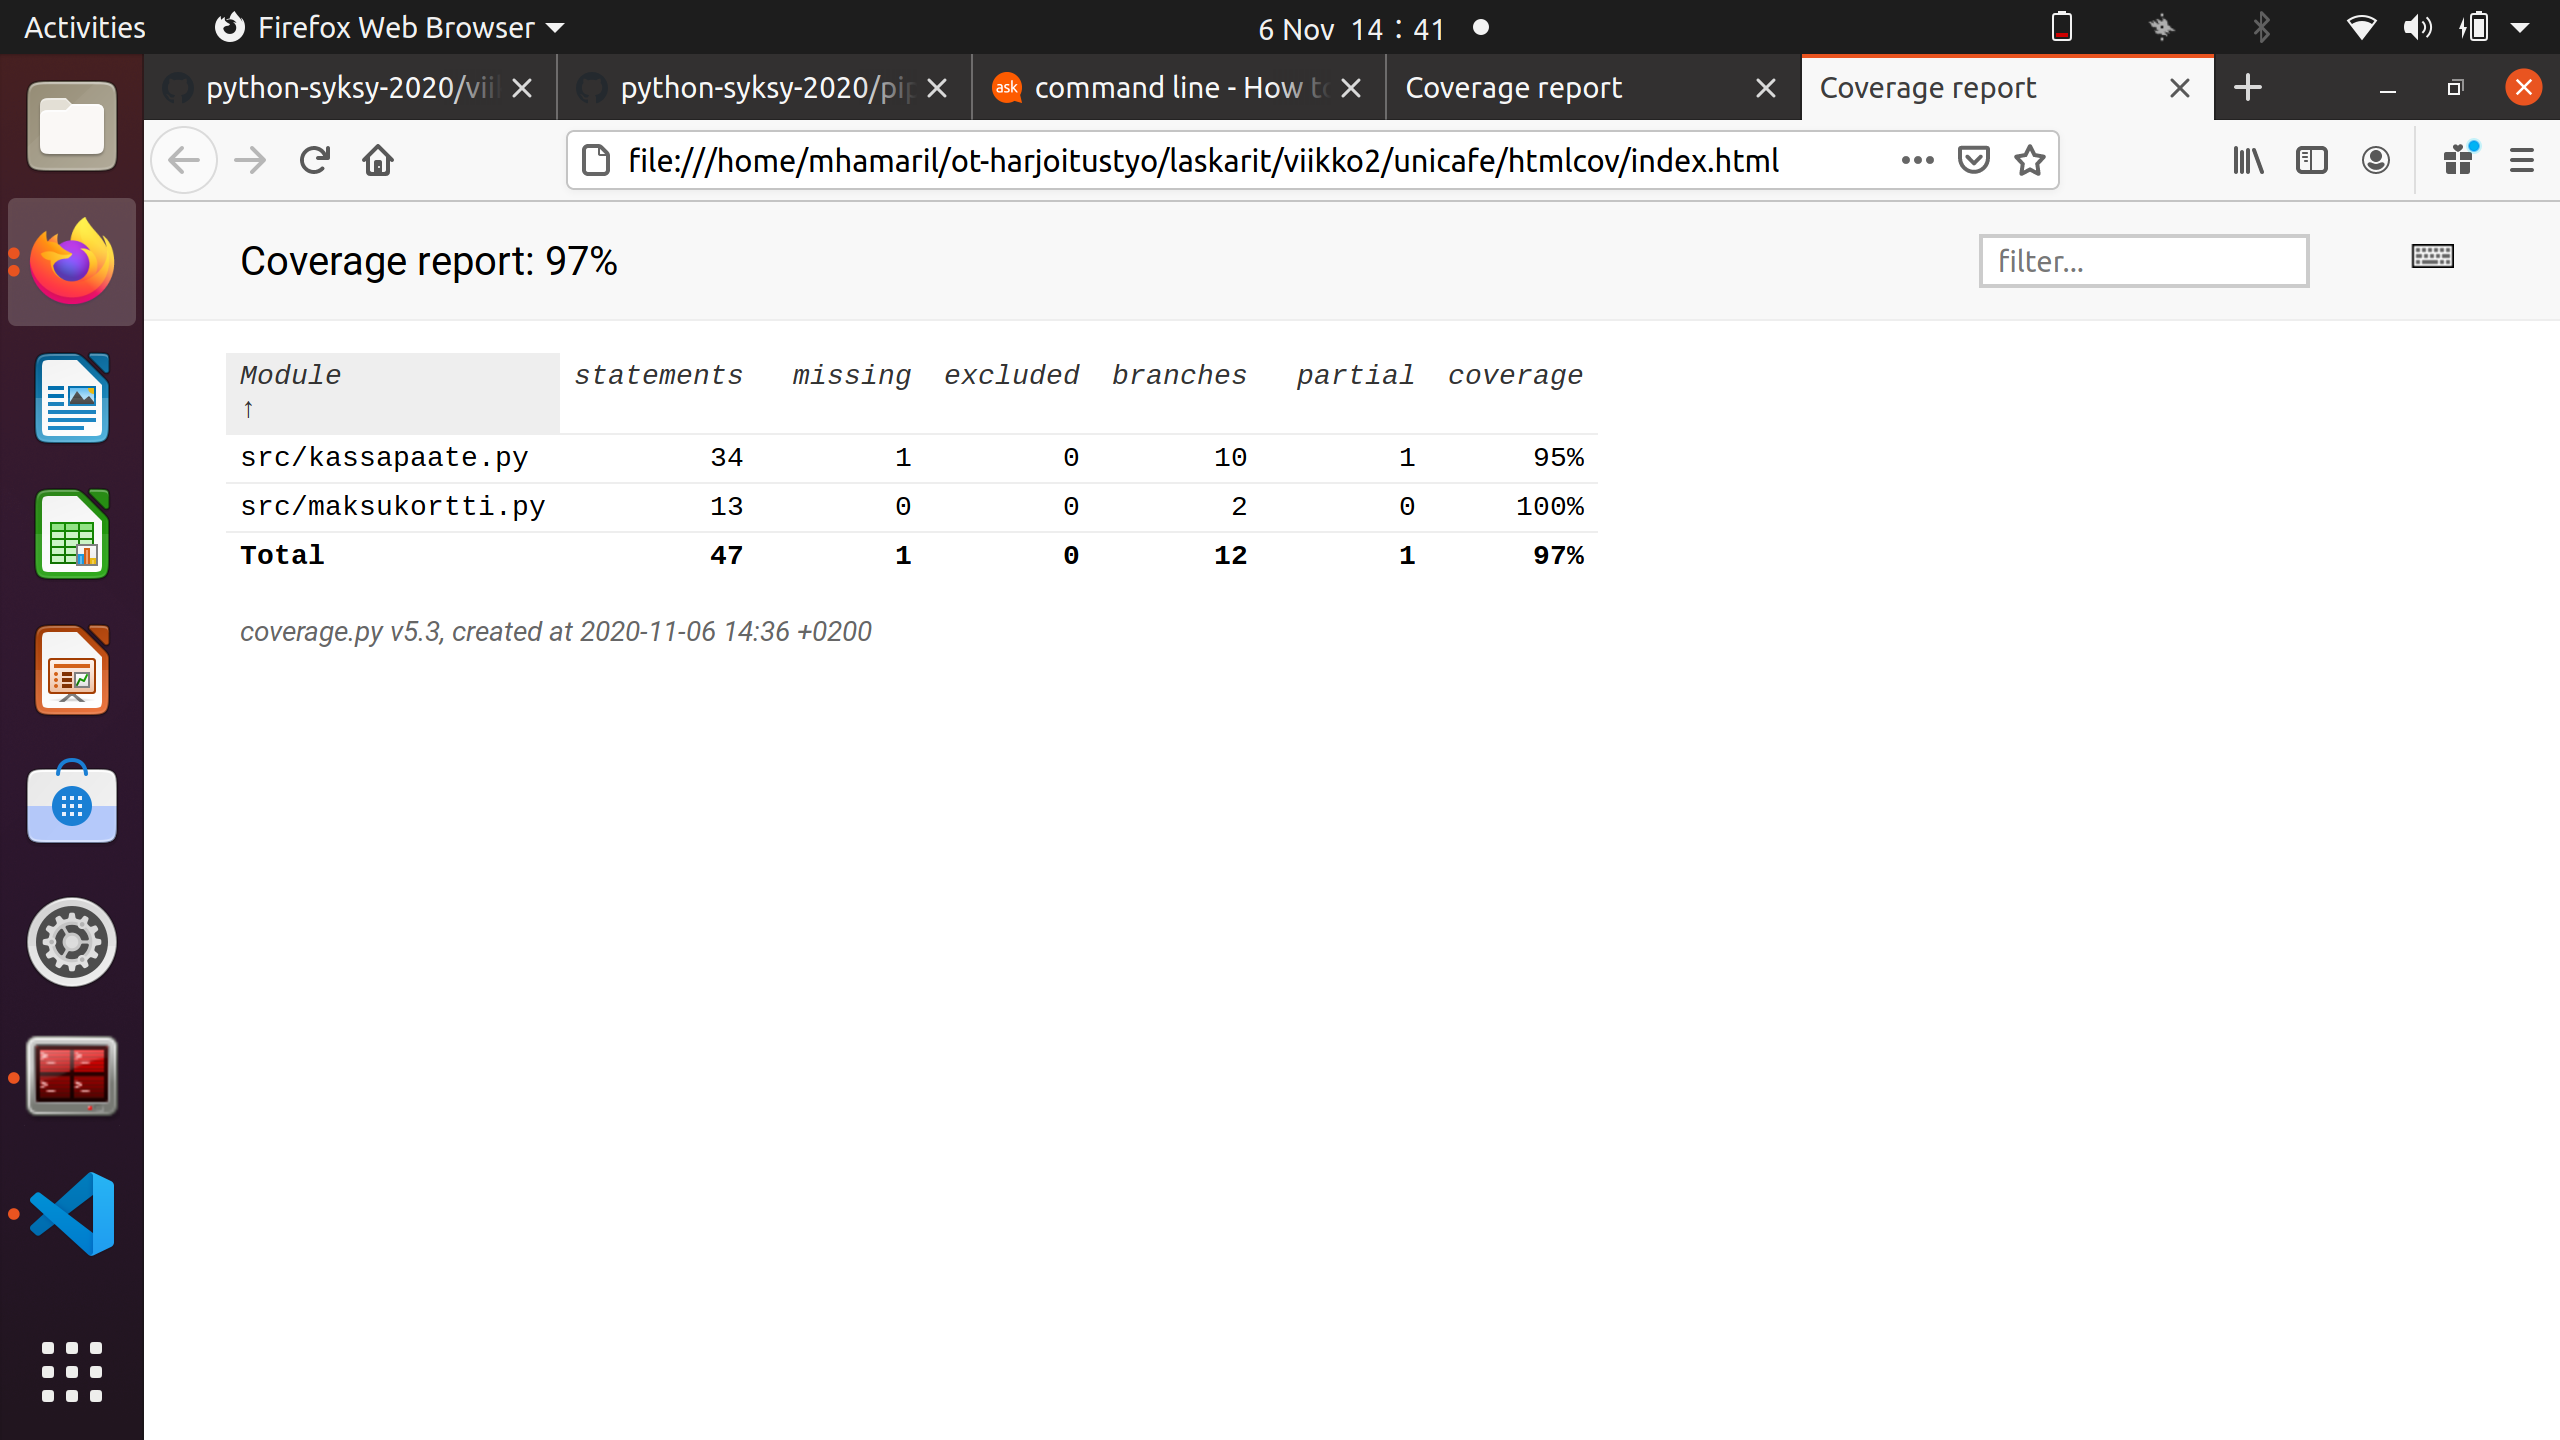 Activities Firefox Web Browser 6 Nov 14:41
python-syksy-2020/viik python-syksy-2020/pip ask command line - How to Coverage report Coverage report
file:///home/mhamaril/ot-harjoitustyo/laskarit/viikko2/unicafe/htmlcov/index.html
Coverage report: 97% filter...
Module ↑ statements missing excluded branches partial coverage
src/kassapaate.py 34 1 0 10 1 95%
src/maksukortti.py 13 0 0 2 0 100%
Total 47 1 0 12 1 97%
coverage.py v5.3, created at 2020-11-06 14:36 +0200